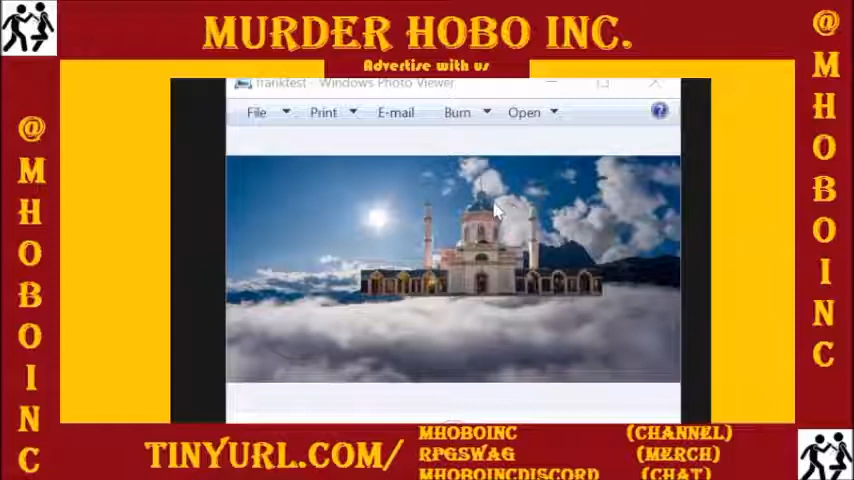 MURDER HOBO INC.
Advertise with us
@MHOBOINC
franktest - Windows Photo Viewer
File Print E-mail Burn Open
@MHOBOINC
TINYURL.COM/
MHOBOINC (CHANNEL)
RPGSWAG (MERCH)
MHOBOINCDISCORD (CHAT)